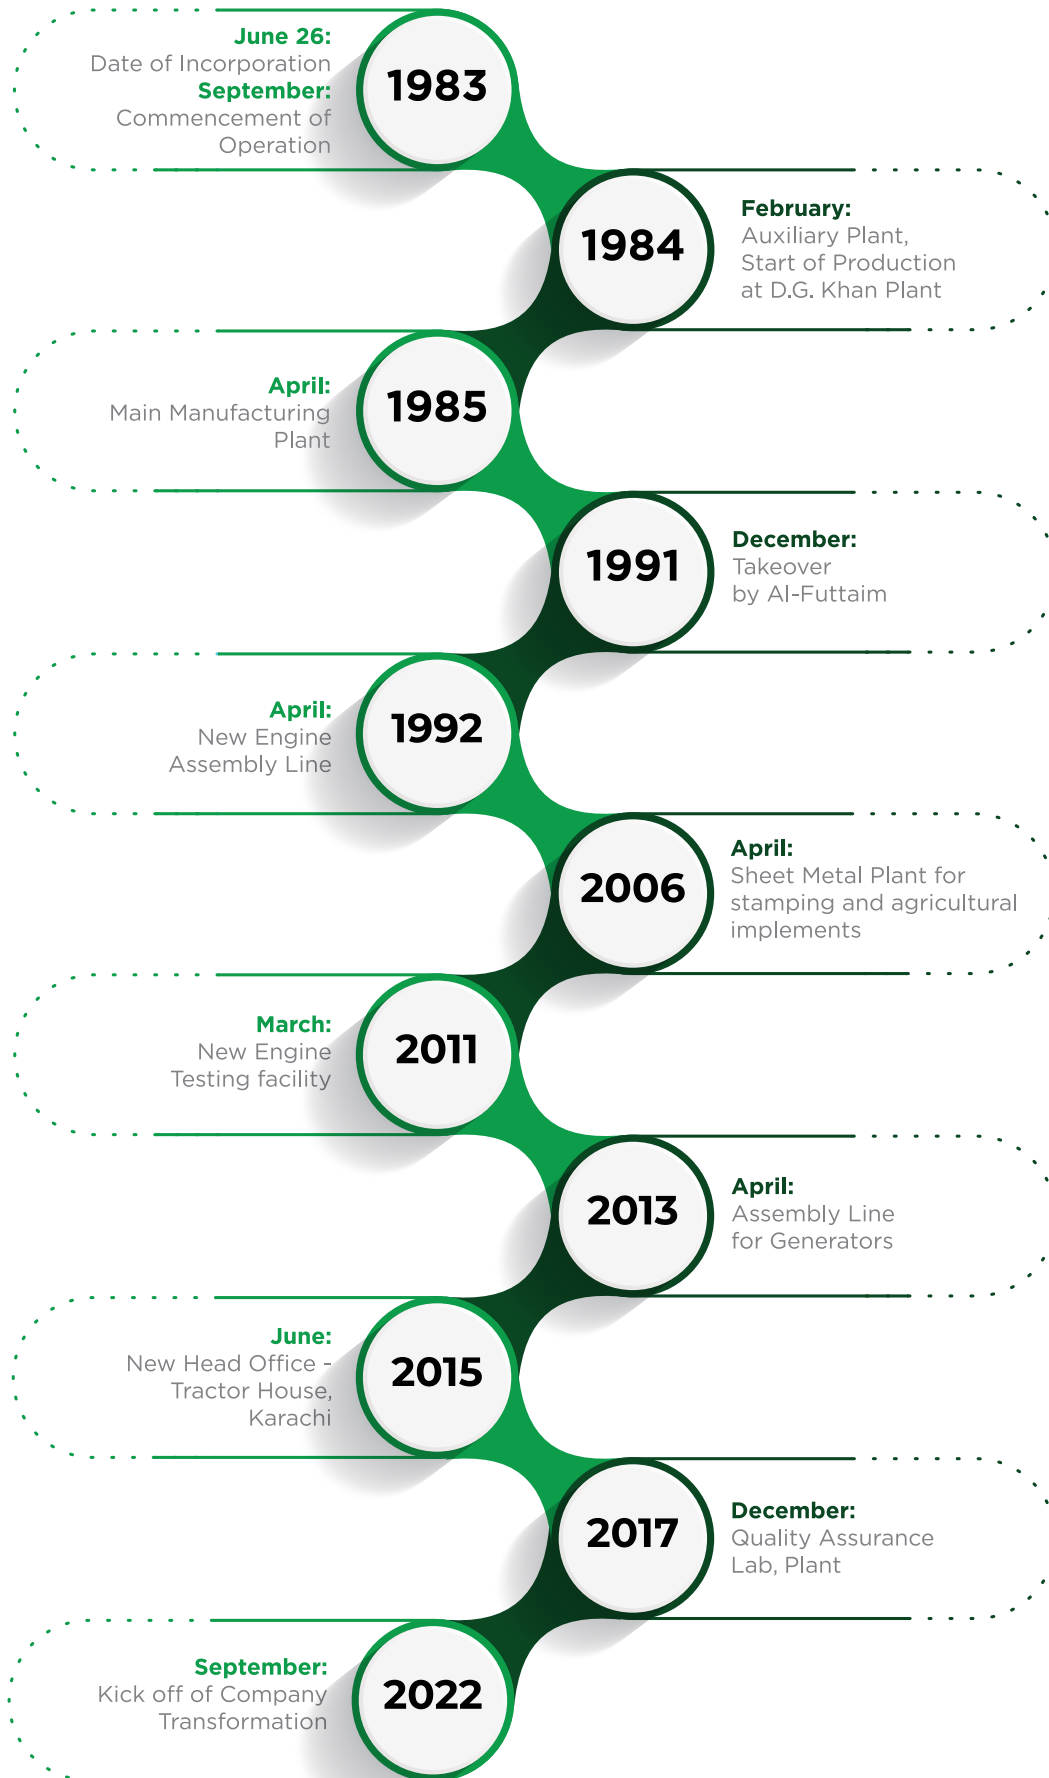 June 26:
Date of Incorporation
September:
Commencement of
Operation
1983
1984
February:
Auxiliary Plant,
Start of Production
at D.G. Khan Plant
April:
Main Manufacturing
Plant
1985
1991
December:
Takeover
by Al-Futtaim
April:
New Engine
Assembly Line
1992
2006
April:
Sheet Metal Plant for
stamping and agricultural
implements
March:
New Engine
Testing facility
2011
2013
April:
Assembly Line
for Generators
June:
New Head Office -
Tractor House,
Karachi
2015
2017
December:
Quality Assurance
Lab, Plant
September:
Kick off of Company
Transformation
2022